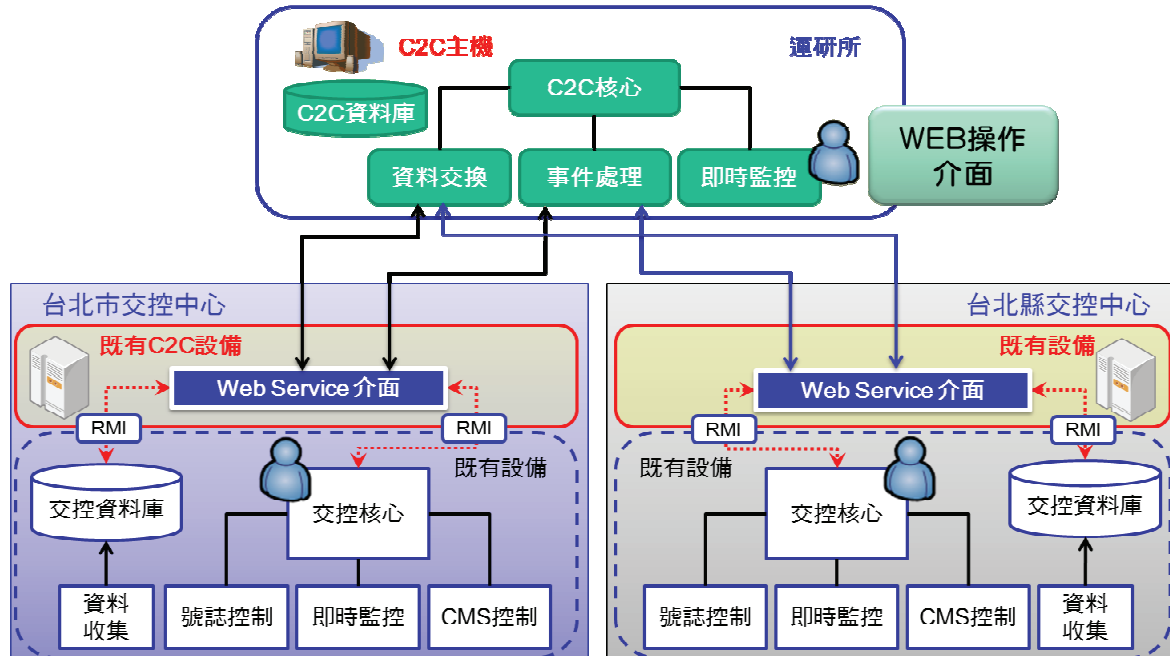 C2C主機
運研所
C2C核心
C2C資料庫
WEB操作
介面
資料交換
事件處理
即時監控
台北市交控中心
既有C2C設備
Web Service 介面
RMI
RMI
既有設備
交控資料庫
交控核心
資料
收集
號誌控制
即時監控
CMS控制
台北縣交控中心
既有設備
Web Service 介面
RMI
RMI
既有設備
交控核心
交控資料庫
號誌控制
即時監控
CMS控制
資料
收集